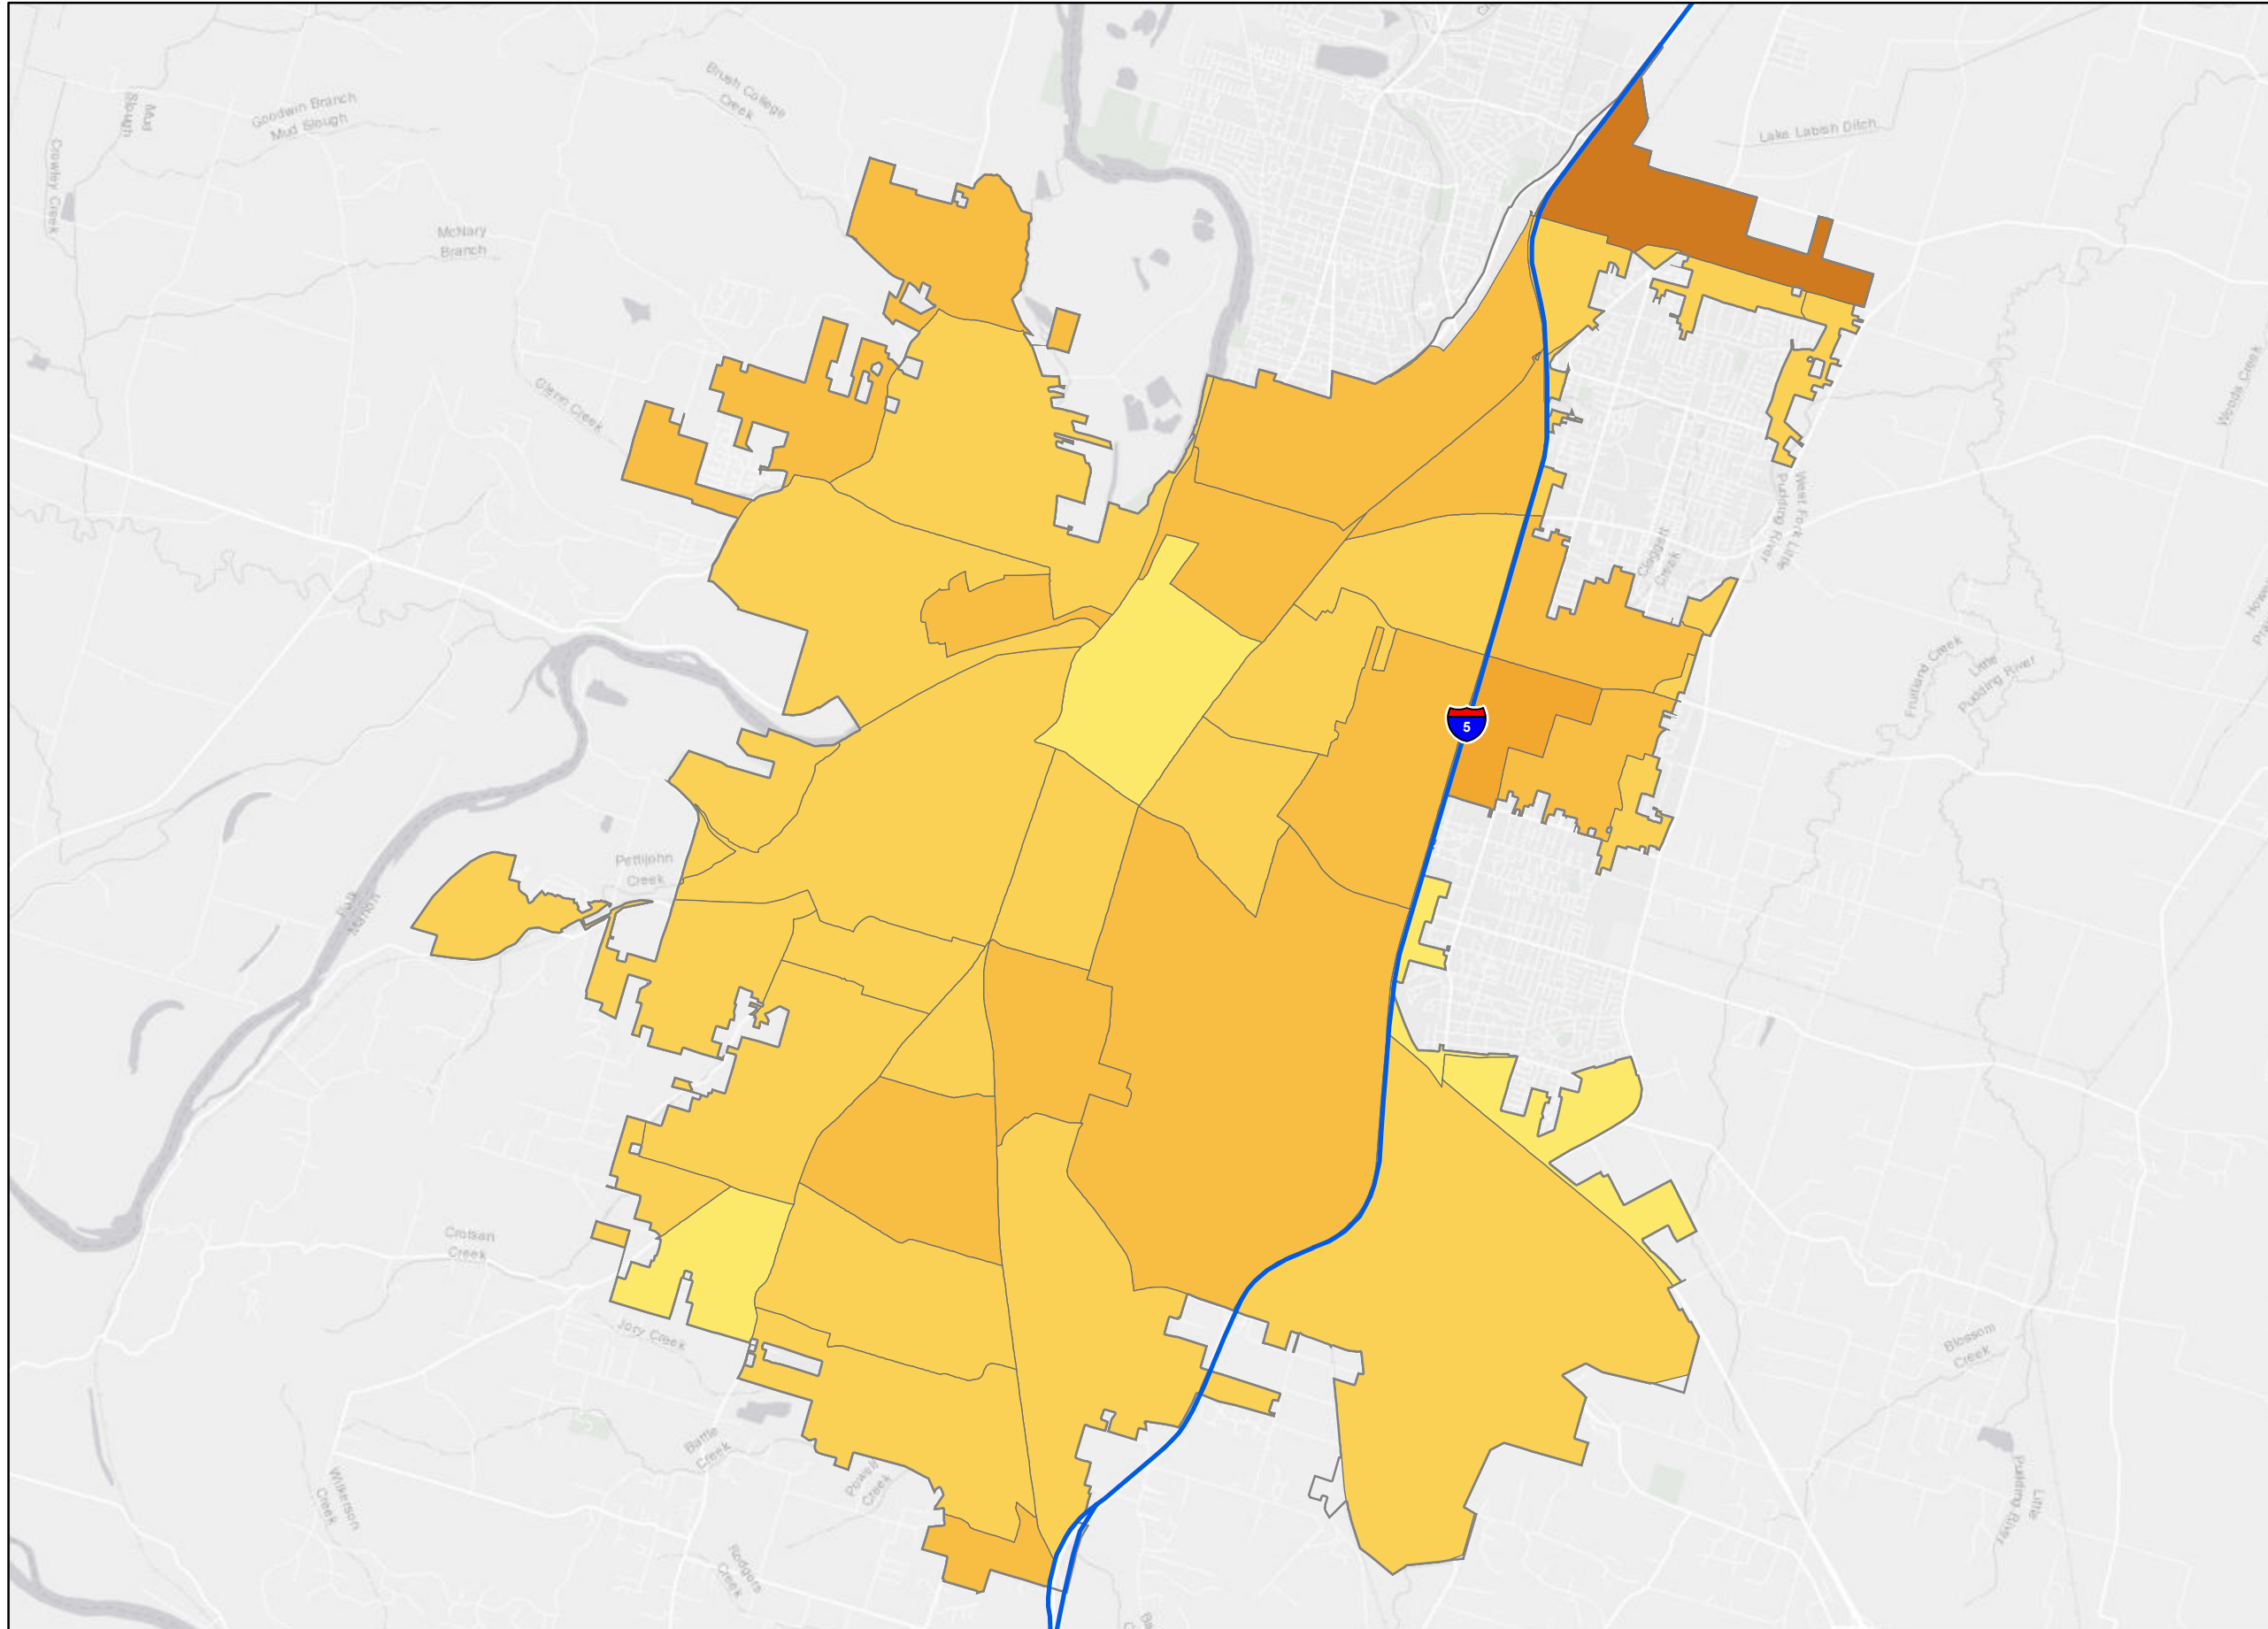 Brush College
Creek
Goodwin Branch
Mud Slough
Mud
Slough
Lake Labish Ditch
Crowley Creek
McNary
Branch
Glenn Creek
Woods Creek
West Fork Little
Pudding River
Claggett
Creek
Fruitland Creek
Little
Pudding River
5
Pettijohn
Creek
Crotsan
Creek
Jory Creek
Battle
Creek
Powell
Creek
Wilkerson
Creek
Rodgers
Creek
Blossom
Creek
Little
Pudding River